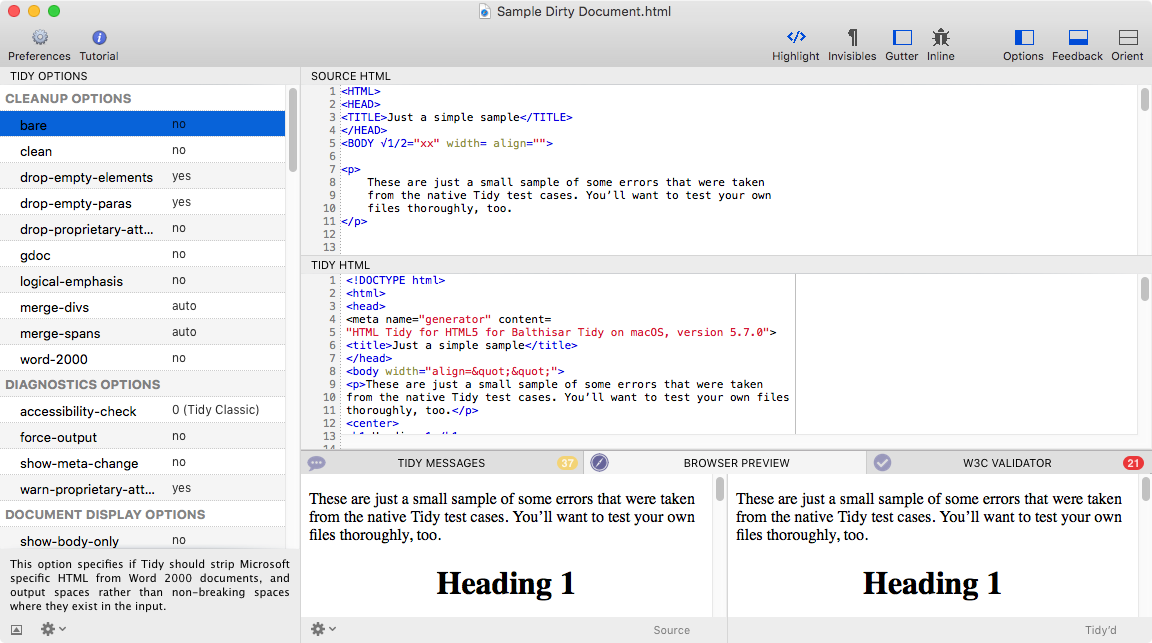 Sample Dirty Document.html
Preferences Tutorial Highlight Invisibles Gutter Inline Options Feedback Orient
TIDY OPTIONS
CLEANUP OPTIONS
bare no
clean no
drop-empty-elements yes
drop-empty-paras yes
drop-proprietary-att... no
gdoc no
logical-emphasis no
merge-divs auto
merge-spans auto
word-2000 no
DIAGNOSTICS OPTIONS
accessibility-check 0 (Tidy Classic)
force-output no
show-meta-change no
warn-proprietary-att... yes
DOCUMENT DISPLAY OPTIONS
show-body-only no
This option specifies if Tidy should strip Microsoft
specific HTML from Word 2000 documents, and
output spaces rather than non-breaking spaces
where they exist in the input.
SOURCE HTML
1 <HTML>
2 <HEAD>
3 <TITLE>Just a simple sample</TITLE>
4 </HEAD>
5 <BODY √1/2="xx" width= align="">
6
7 <p>
8 These are just a small sample of some errors that were taken
9 from the native Tidy test cases. You’ll want to test your own
10 files thoroughly, too.
11 </p>
12
13
TIDY HTML
1 <!DOCTYPE html>
2 <html>
3 <head>
4 <meta name="generator" content=
5 "HTML Tidy for HTML5 for Balthisar Tidy on macOS, version 5.7.0">
6 <title>Just a simple sample</title>
7 </head>
8 <body width="align=&quot;&quot;">
9 <p>These are just a small sample of some errors that were taken
10 from the native Tidy test cases. You’ll want to test your own files
11 thoroughly, too.</p>
12 <center>
13
14
TIDY MESSAGES 37 BROWSER PREVIEW W3C VALIDATOR 21
These are just a small sample of some errors that were taken
from the native Tidy test cases. You’ll want to test your own
files thoroughly, too.
Heading 1
Source
These are just a small sample of some errors that were taken
from the native Tidy test cases. You’ll want to test your own
files thoroughly, too.
Heading 1
Tidy’d